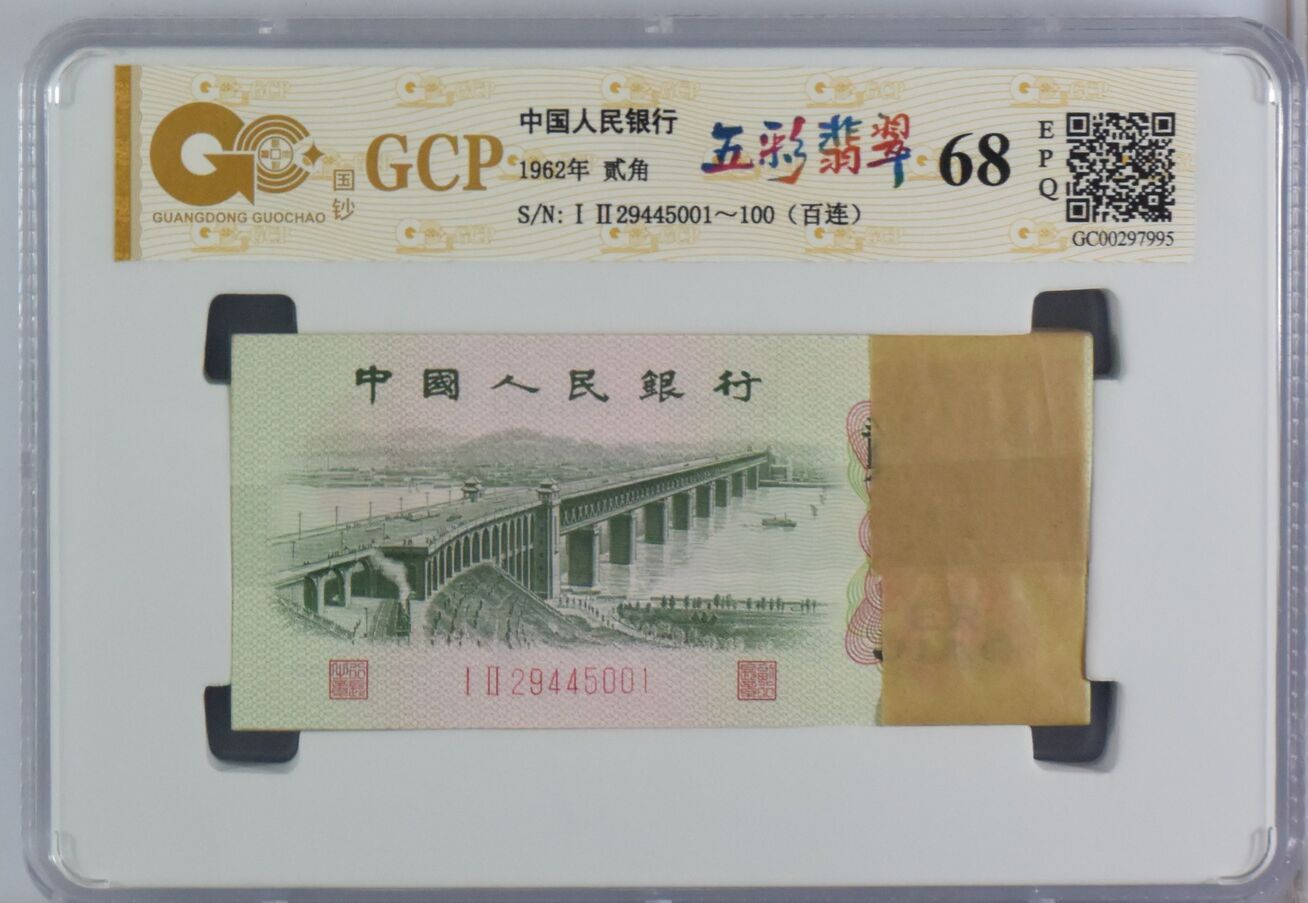 GCP
国钞
GUANGDONG GUOCHAO
中国人民银行
1962年 贰角
S/N: I II 29445001～100（百连）
五彩翡翠
68
EPQ
GC00297995
中國人民銀行
I II 29445001